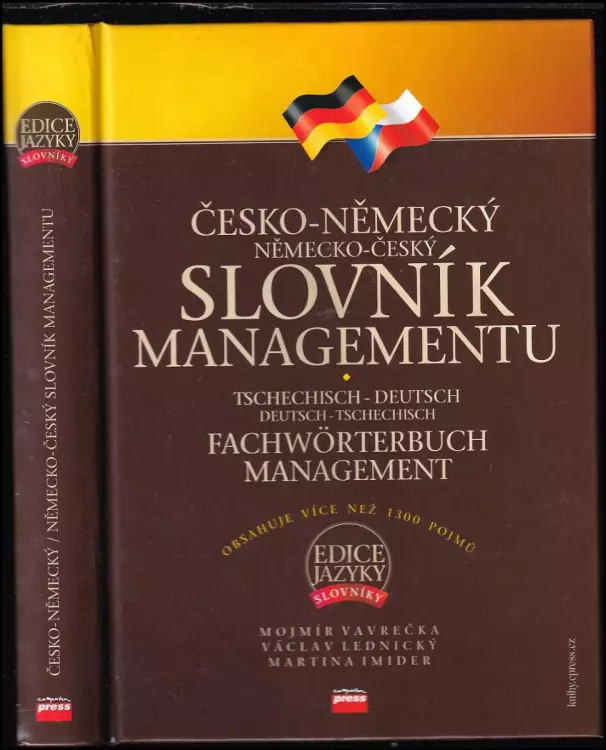 EDICE
JAZYKY
SLOVNÍKY
ČESKO-NĚMECKÝ / NĚMECKO-ČESKÝ SLOVNÍK MANAGEMENTU
computer
press
ČESKO-NĚMECKÝ
NĚMECKO-ČESKÝ
SLOVNÍK
MANAGEMENTU
TSCHECHISCH - DEUTSCH
DEUTSCH - TSCHECHISCH
FACHWÖRTERBUCH
MANAGEMENT
OBSAHUJE VÍCE NEŽ 1300 POJMŮ
EDICE
JAZYKY
SLOVNÍKY
MOJMÍR VAVREČKA
VÁCLAV LEDNICKÝ
MARTINA IMIDER
computer
press
knihy.cpress.cz